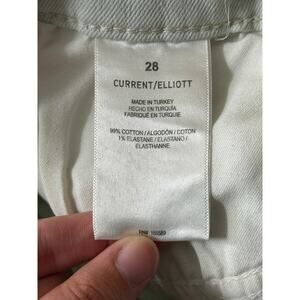 28
CURRENT/ELLIOTT
MADE IN TURKEY
HECHO EN TURQUÍA
FABRIQUÉ EN TURQUIE
99% COTTON/ALGODÓN/COTON
1% ELASTANE/ELASTANO/
ELASTHANNE